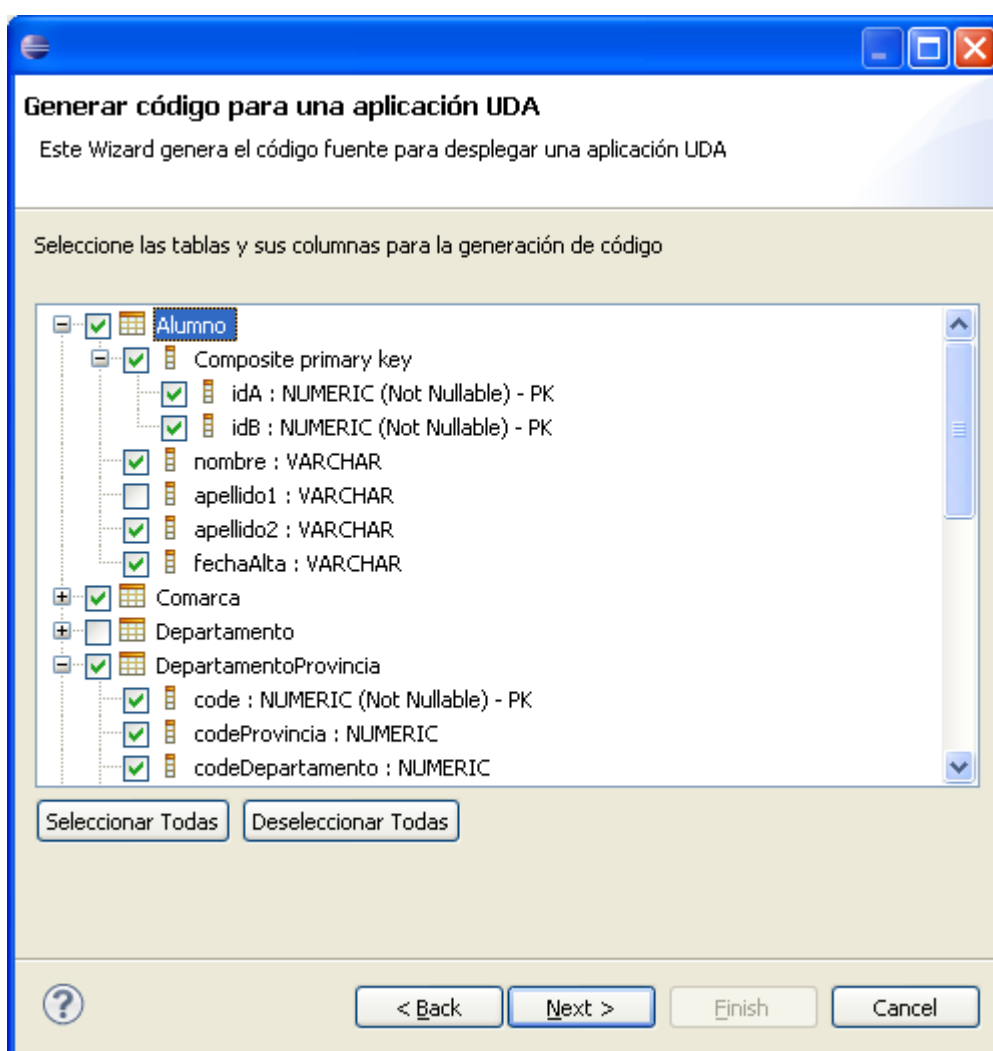 Generar código para una aplicación UDA
Este Wizard genera el código fuente para desplegar una aplicación UDA
Seleccione las tablas y sus columnas para la generación de código
Alumno
Composite primary key
idA : NUMERIC (Not Nullable) - PK
idB : NUMERIC (Not Nullable) - PK
nombre : VARCHAR
apellido1 : VARCHAR
apellido2 : VARCHAR
fechaAlta : VARCHAR
Comarca
Departamento
DepartamentoProvincia
code : NUMERIC (Not Nullable) - PK
codeProvincia : NUMERIC
codeDepartamento : NUMERIC
Seleccionar Todas Deseleccionar Todas
? < Back Next > Finish Cancel